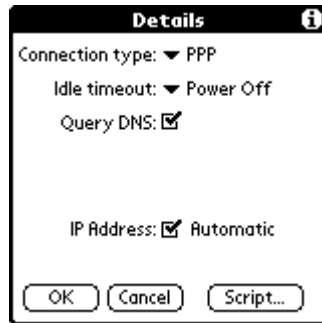 Details
Connection type: PPP
Idle timeout: Power Off
Query DNS:
IP Address: Automatic
OK Cancel Script...